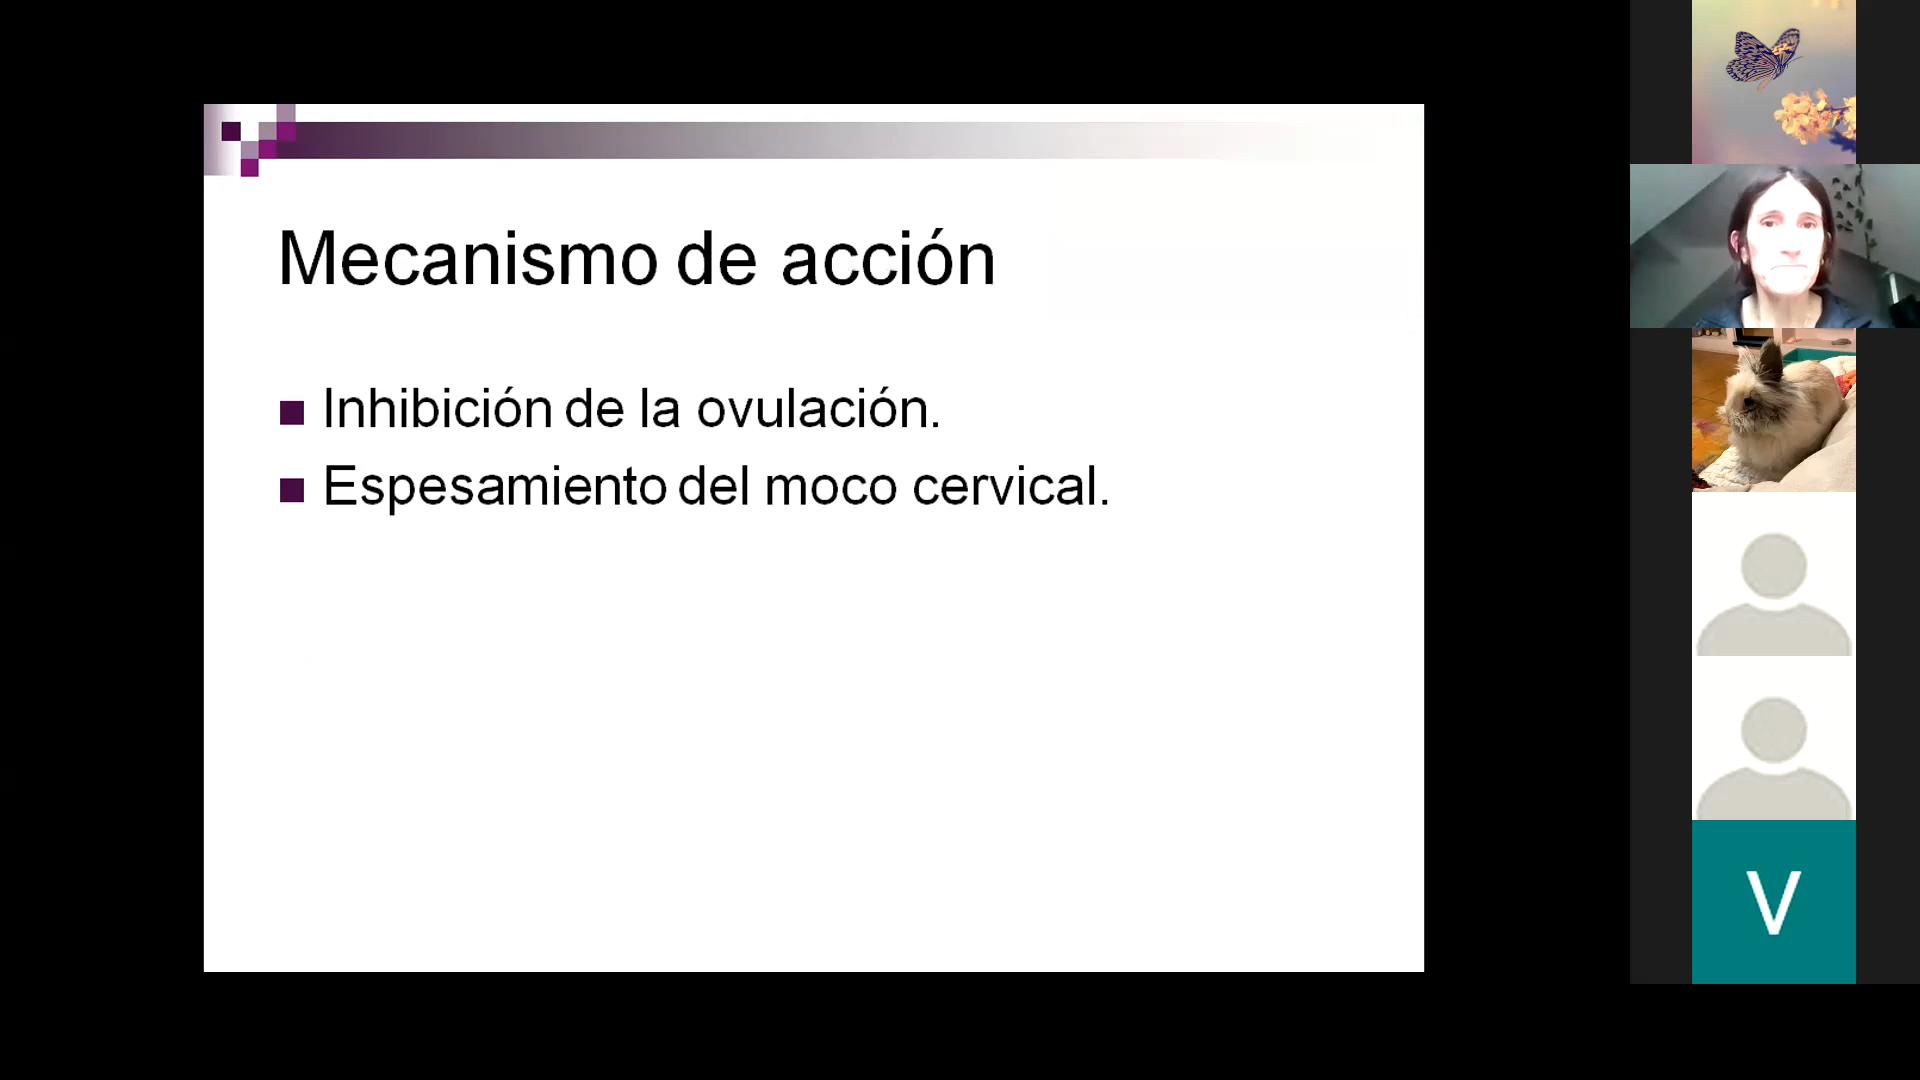 Mecanismo de acción
Inhibición de la ovulación.
Espesamiento del moco cervical.
V